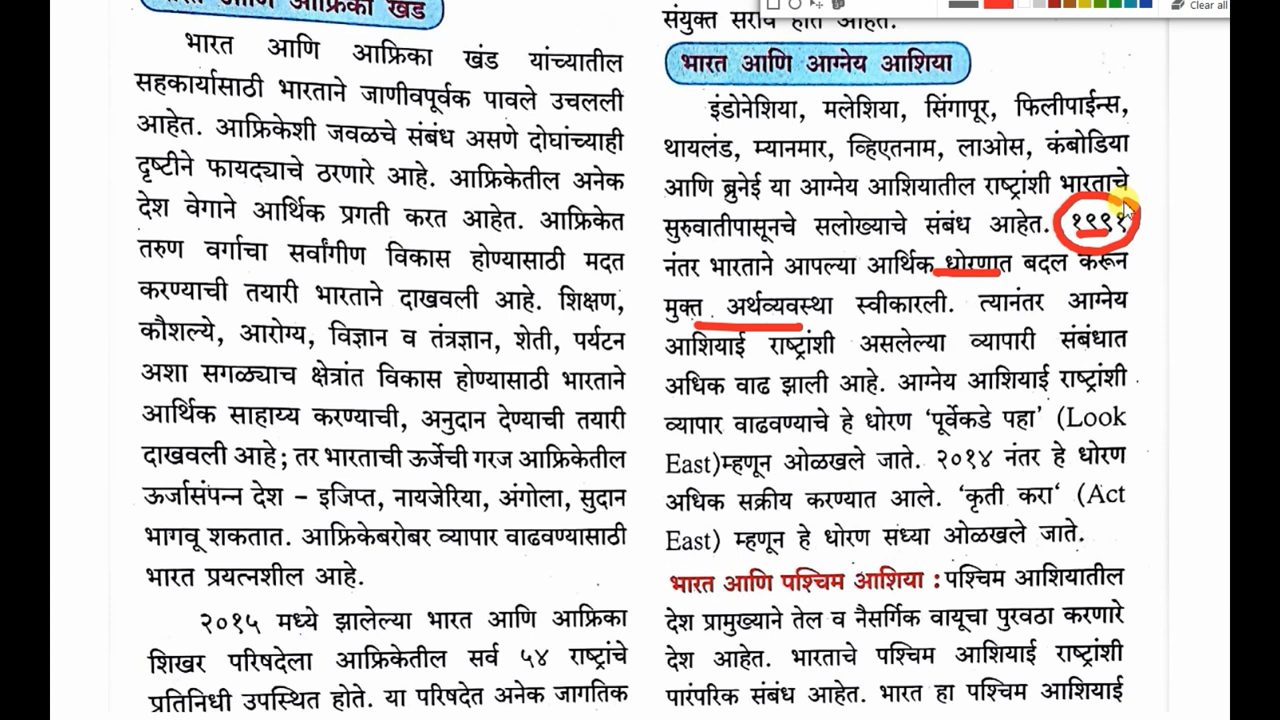 भारत आणि आफ्रिका खंड
भारत आणि आफ्रिका खंड यांच्यातील
सहकार्यासाठी भारताने जाणीवपूर्वक पावले उचलली
आहेत. आफ्रिकेशी जवळचे संबंध असणे दोघांच्याही
दृष्टीने फायद्याचे ठरणारे आहे. आफ्रिकेतील अनेक
देश वेगाने आर्थिक प्रगती करत आहेत. आफ्रिकेत
तरुण वर्गाचा सर्वांगीण विकास होण्यासाठी मदत
करण्याची तयारी भारताने दाखवली आहे. शिक्षण,
कौशल्ये, आरोग्य, विज्ञान व तंत्रज्ञान, शेती, पर्यटन
अशा सगळ्याच क्षेत्रांत विकास होण्यासाठी भारताने
आर्थिक साहाय्य करण्याची, अनुदान देण्याची तयारी
दाखवली आहे; तर भारताची ऊर्जेची गरज आफ्रिकेतील
ऊर्जासंपन्न देश – इजिप्त, नायजेरिया, अंगोला, सुदान
भागवू शकतात. आफ्रिकेबरोबर व्यापार वाढवण्यासाठी
भारत प्रयत्नशील आहे.
२०१५ मध्ये झालेल्या भारत आणि आफ्रिका
शिखर परिषदेला आफ्रिकेतील सर्व ५४ राष्ट्रांचे
प्रतिनिधी उपस्थित होते. या परिषदेत अनेक जागतिक
Clear all
संयुक्त सराव होत आहेत.
भारत आणि आग्नेय आशिया
इंडोनेशिया, मलेशिया, सिंगापूर, फिलीपाईन्स,
थायलंड, म्यानमार, व्हिएतनाम, लाओस, कंबोडिया
आणि ब्रुनेई या आग्नेय आशियातील राष्ट्रांशी भारताचे
सुरुवातीपासूनचे सलोख्याचे संबंध आहेत. १९९१
नंतर भारताने आपल्या आर्थिक धोरणात बदल करून
मुक्त अर्थव्यवस्था स्वीकारली. त्यानंतर आग्नेय
आशियाई राष्ट्रांशी असलेल्या व्यापारी संबंधात
अधिक वाढ झाली आहे. आग्नेय आशियाई राष्ट्रांशी
व्यापार वाढवण्याचे हे धोरण ‘पूर्वेकडे पहा’ (Look
East)म्हणून ओळखले जाते. २०१४ नंतर हे धोरण
अधिक सक्रीय करण्यात आले. ‘कृती करा‘ (Act
East) म्हणून हे धोरण सध्या ओळखले जाते.
भारत आणि पश्चिम आशिया : पश्चिम आशियातील
देश प्रामुख्याने तेल व नैसर्गिक वायूचा पुरवठा करणारे
देश आहेत. भारताचे पश्चिम आशियाई राष्ट्रांशी
पारंपरिक संबंध आहेत. भारत हा पश्चिम आशियाई